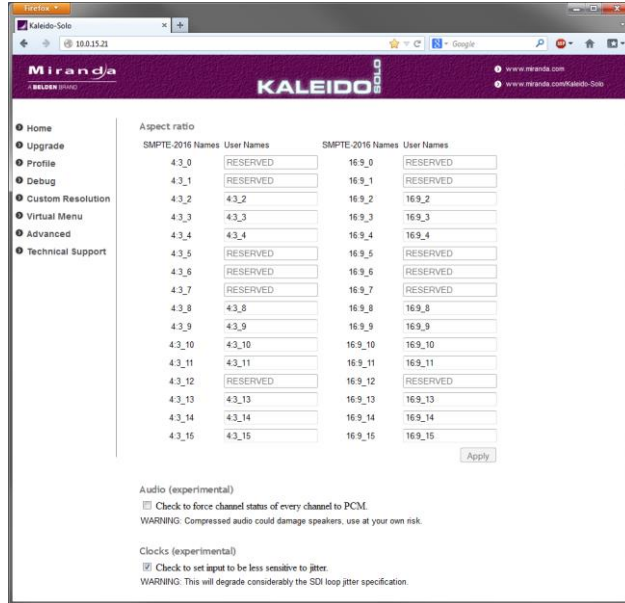 Firefox
Kaleido-Solo
10.0.15.21
Google
Miranda
A BELDEN BRAND
KALEIDO SOLO
www.miranda.com
www.miranda.com/Kaleido-Solo
Home
Upgrade
Profile
Debug
Custom Resolution
Virtual Menu
Advanced
Technical Support
Aspect ratio
SMPTE-2016 Names User Names SMPTE-2016 Names User Names
4:3_0 RESERVED 16:9_0 RESERVED
4:3_1 RESERVED 16:9_1 RESERVED
4:3_2 4:3_2 16:9_2 16:9_2
4:3_3 4:3_3 16:9_3 16:9_3
4:3_4 4:3_4 16:9_4 16:9_4
4:3_5 RESERVED 16:9_5 RESERVED
4:3_6 RESERVED 16:9_6 RESERVED
4:3_7 RESERVED 16:9_7 RESERVED
4:3_8 4:3_8 16:9_8 16:9_8
4:3_9 4:3_9 16:9_9 16:9_9
4:3_10 4:3_10 16:9_10 16:9_10
4:3_11 4:3_11 16:9_11 16:9_11
4:3_12 RESERVED 16:9_12 RESERVED
4:3_13 4:3_13 16:9_13 16:9_13
4:3_14 4:3_14 16:9_14 16:9_14
4:3_15 4:3_15 16:9_15 16:9_15
Apply
Audio (experimental)
Check to force channel status of every channel to PCM.
WARNING: Compressed audio could damage speakers, use at your own risk.
Clocks (experimental)
Check to set input to be less sensitive to jitter.
WARNING: This will degrade considerably the SDI loop jitter specification.